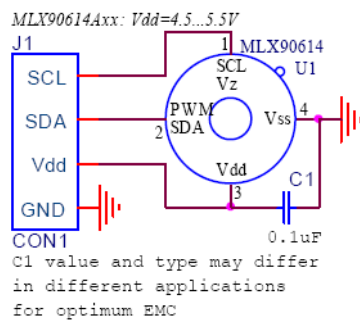 MLX90614Axx: Vdd=4.5...5.5V
J1
SCL
SDA
Vdd
GND
CON1
1
MLX90614
U1
SCL
Vz
PWM
SDA
2
Vss
4
Vdd
3
C1
0.1uF
C1 value and type may differ
in different applications
for optimum EMC